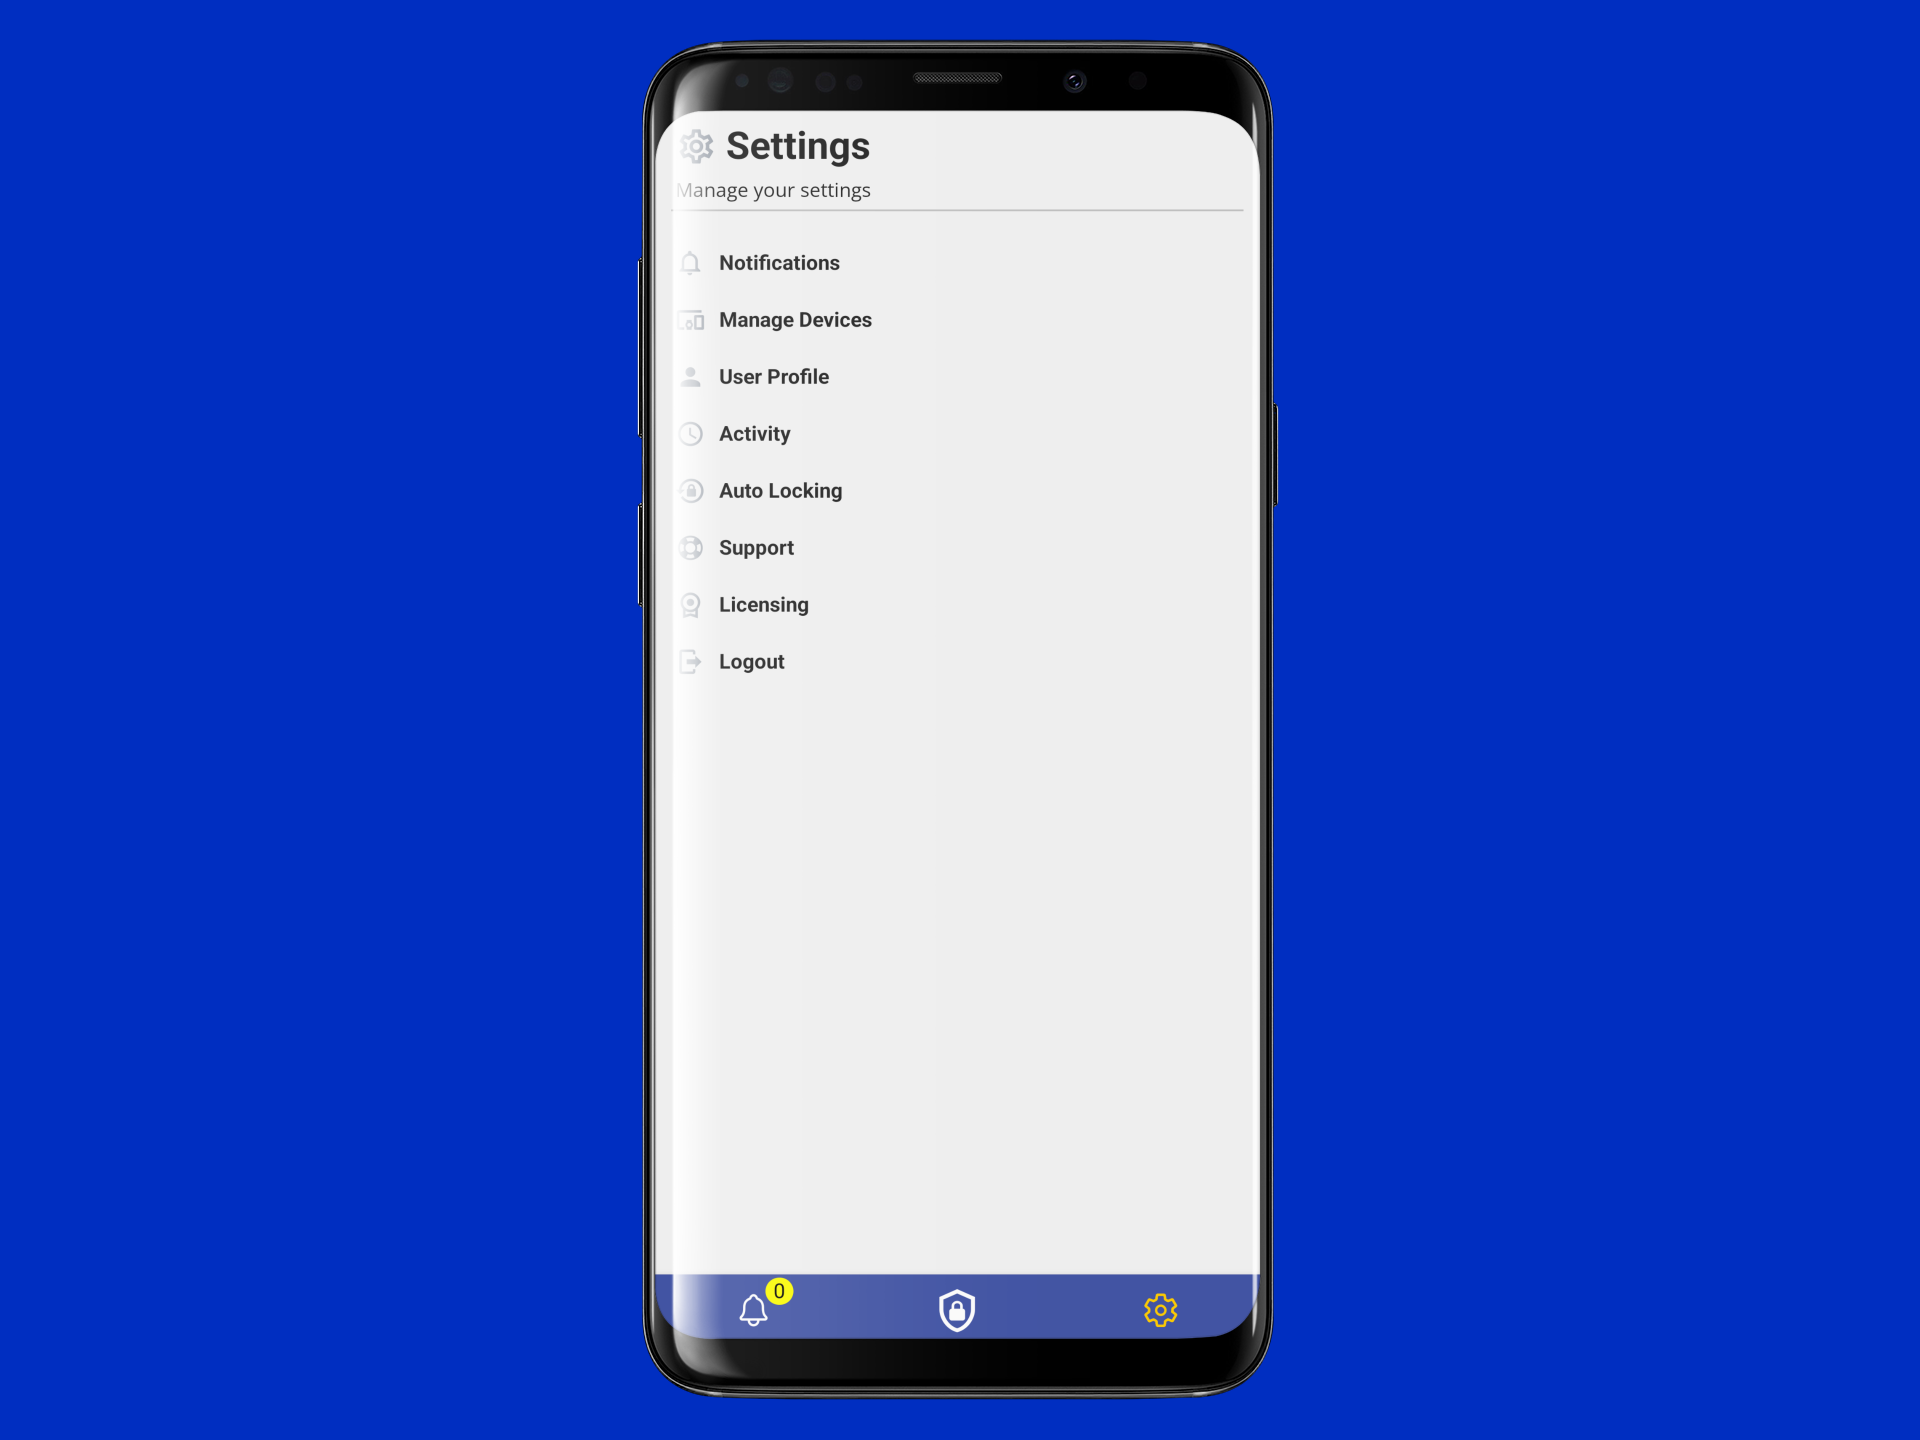 Settings
Manage your settings
Notifications
Manage Devices
User Profile
Activity
Auto Locking
Support
Licensing
Logout
0